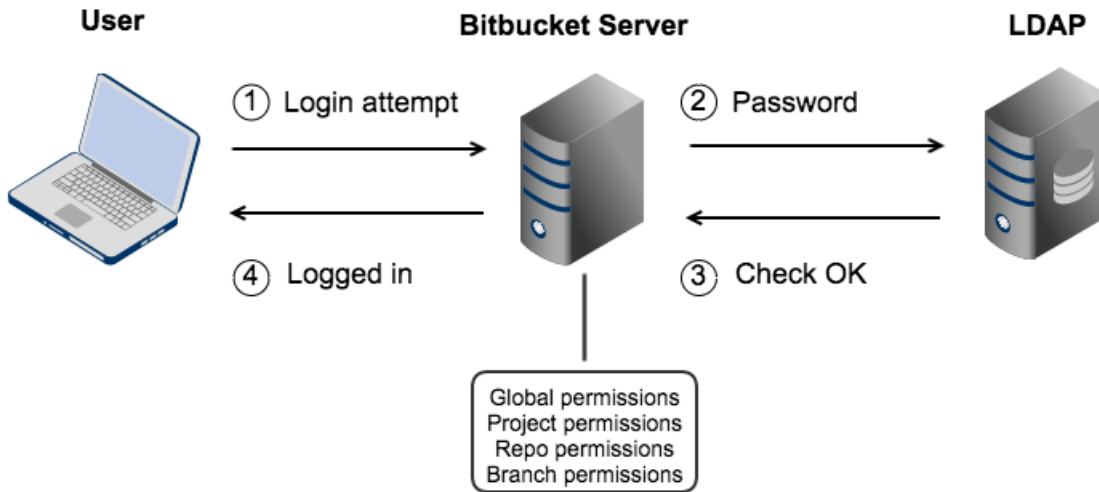 User
Bitbucket Server
LDAP
1 Login attempt
2 Password
4 Logged in
3 Check OK
Global permissions
Project permissions
Repo permissions
Branch permissions